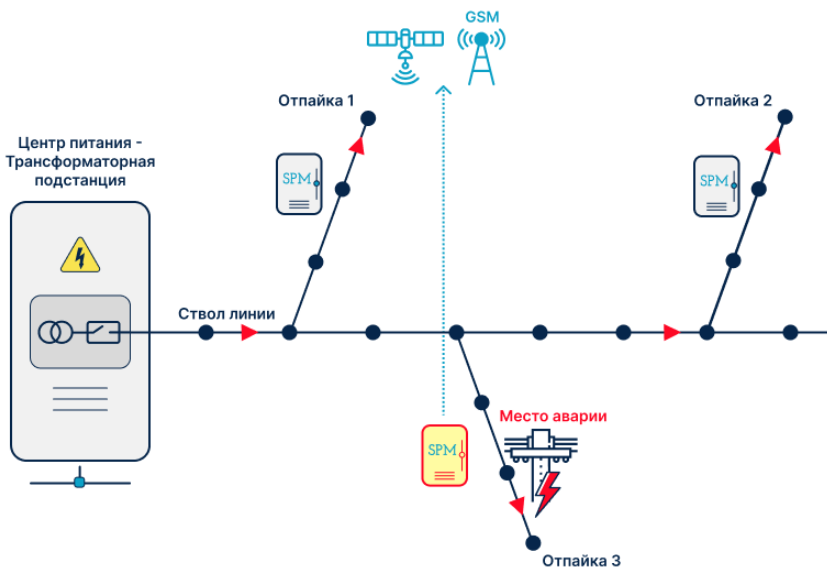 GSM
Отпайка 1
Отпайка 2
Центр питания -
Трансформаторная
подстанция
SPM
SPM
Ствол линии
Место аварии
SPM
Отпайка 3